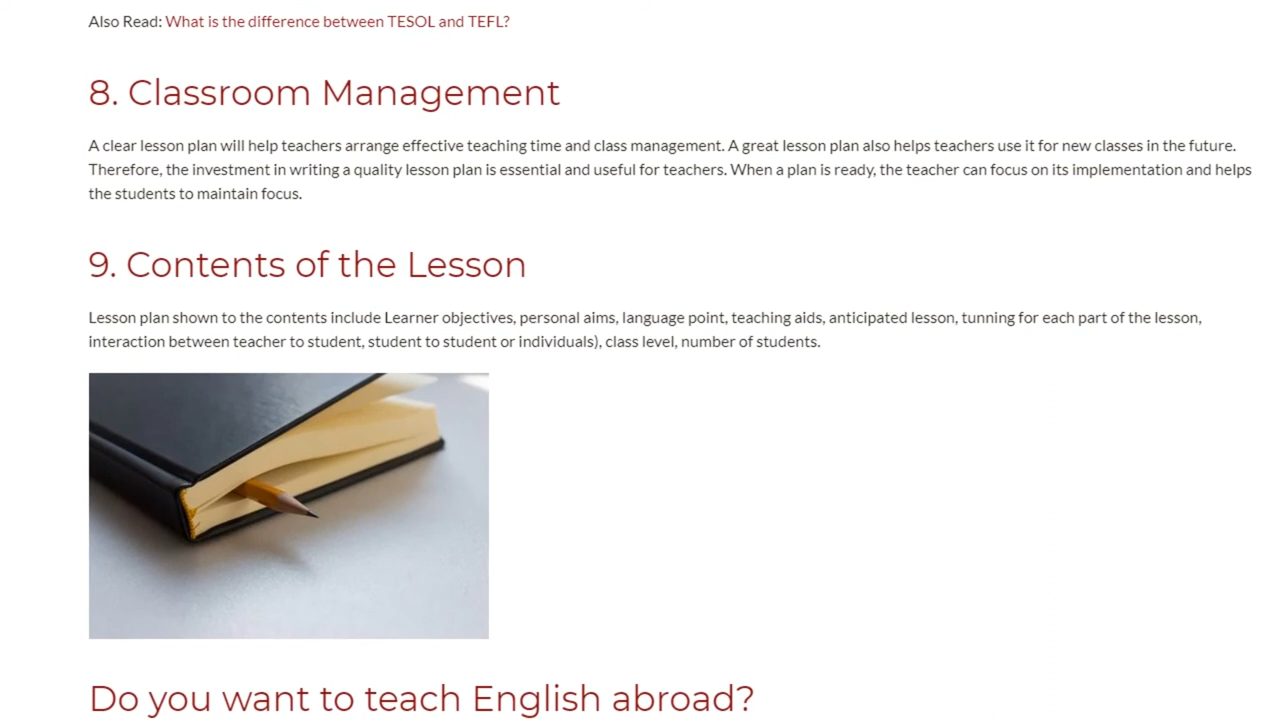 Also Read: What is the difference between TESOL and TEFL?
8. Classroom Management
A clear lesson plan will help teachers arrange effective teaching time and class management. A great lesson plan also helps teachers use it for new classes in the future.
Therefore, the investment in writing a quality lesson plan is essential and useful for teachers. When a plan is ready, the teacher can focus on its implementation and helps
the students to maintain focus.
9. Contents of the Lesson
Lesson plan shown to the contents include Learner objectives, personal aims, language point, teaching aids, anticipated lesson, tunning for each part of the lesson,
interaction between teacher to student, student to student or individuals), class level, number of students.
Do you want to teach English abroad?